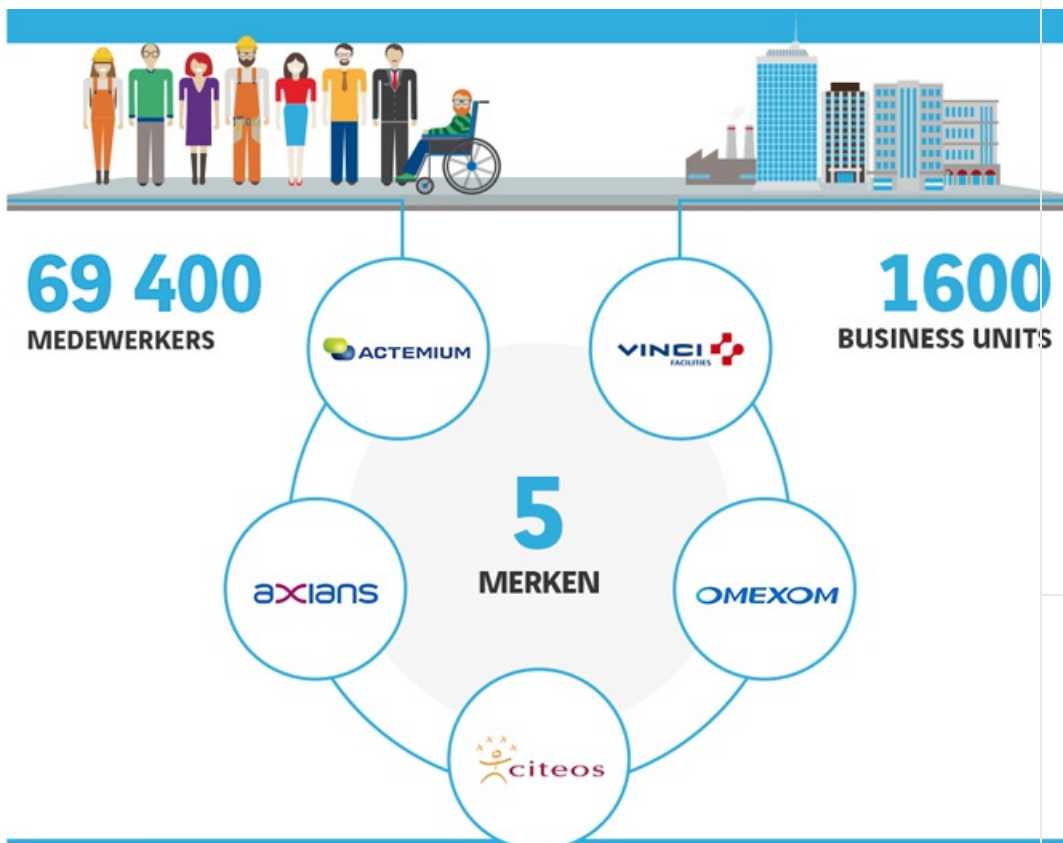 69 400
MEDEWERKERS
1600
BUSINESS UNITS
ACTEMIUM
VINCI
FACILITIES
5
MERKEN
axians
OMEXOM
citeos